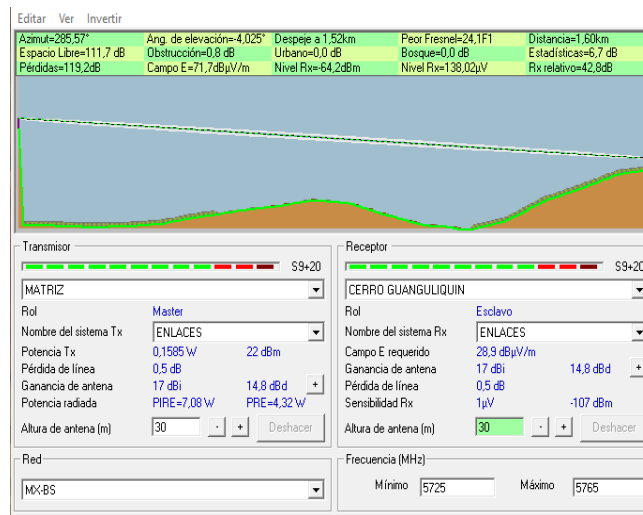 Editar Ver Invertir
Azimut=285,57° Ang. de elevación=-4,025° Despeje a 1,52km Peor Fresnel=24,1F1 Distancia=1,60km
Espacio Libre=111,7 dB Obstrucción=0,8 dB Urbano=0,0 dB Bosque=0,0 dB Estadísticas=6,7 dB
Pérdidas=119,2dB Campo E=71,7dBµV/m Nivel Rx=-64,2dBm Nivel Rx=138,02µV Rx relativo=42,8dB
Transmisor
S9+20
MATRIZ
Rol Master
Nombre del sistema Tx ENLACES
Potencia Tx 0,1585 W 22 dBm
Pérdida de línea 0,5 dB
Ganancia de antena 17 dBi 14,8 dBd +
Potencia radiada PIRE=7,08 W PRE=4,32 W
Altura de antena (m) 30 - + Deshacer
Red
MX-BS
Receptor
S9+20
CERRO GUANGULIQUIN
Rol Esclavo
Nombre del sistema Rx ENLACES
Campo E requerido 28,9 dBµV/m
Ganancia de antena 17 dBi 14,8 dBd +
Pérdida de línea 0,5 dB
Sensibilidad Rx 1µV -107 dBm
Altura de antena (m) 30 - + Deshacer
Frecuencia (MHz)
Mínimo 5725 Máximo 5765